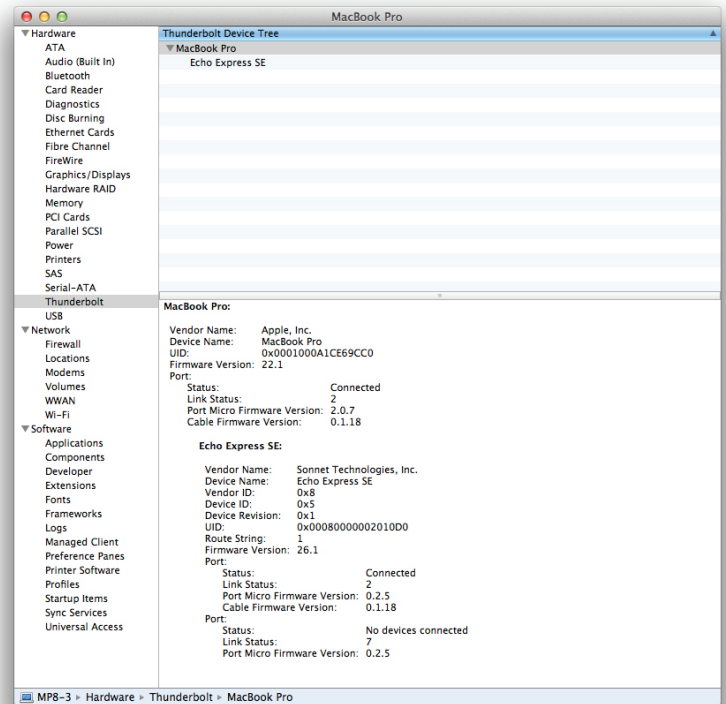 MacBook Pro
Hardware
ATA
Audio (Built In)
Bluetooth
Card Reader
Diagnostics
Disc Burning
Ethernet Cards
Fibre Channel
FireWire
Graphics/Displays
Hardware RAID
Memory
PCI Cards
Parallel SCSI
Power
Printers
SAS
Serial-ATA
Thunderbolt
USB
Network
Firewall
Locations
Modems
Volumes
WWAN
Wi-Fi
Software
Applications
Components
Developer
Extensions
Fonts
Frameworks
Logs
Managed Client
Preference Panes
Printer Software
Profiles
Startup Items
Sync Services
Universal Access
Thunderbolt Device Tree
MacBook Pro
Echo Express SE
MacBook Pro:
Vendor Name: Apple, Inc.
Device Name: MacBook Pro
UID: 0x0001000A1CE69CC0
Firmware Version: 22.1
Port:
Status: Connected
Link Status: 2
Port Micro Firmware Version: 2.0.7
Cable Firmware Version: 0.1.18
Echo Express SE:
Vendor Name: Sonnet Technologies, Inc.
Device Name: Echo Express SE
Vendor ID: 0x8
Device ID: 0x5
Device Revision: 0x1
UID: 0x00080000002010D0
Route String: 1
Firmware Version: 26.1
Port:
Status: Connected
Link Status: 2
Port Micro Firmware Version: 0.2.5
Cable Firmware Version: 0.1.18
Port:
Status: No devices connected
Link Status: 7
Port Micro Firmware Version: 0.2.5
MP8-3 ▸ Hardware ▸ Thunderbolt ▸ MacBook Pro